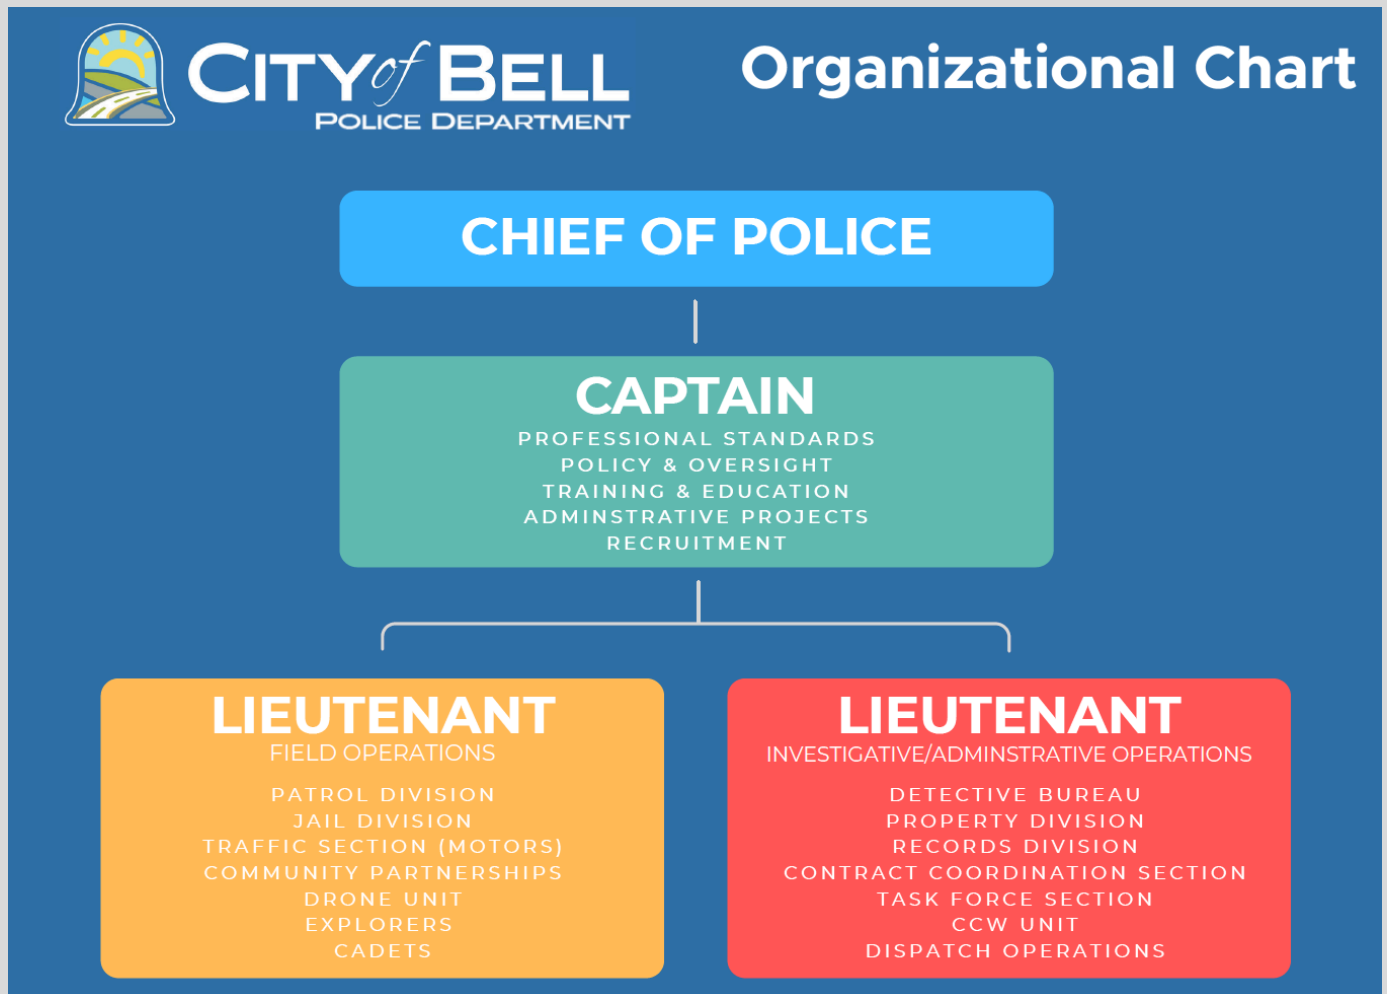 CITY of BELL
POLICE DEPARTMENT
Organizational Chart
CHIEF OF POLICE
CAPTAIN
PROFESSIONAL STANDARDS
POLICY & OVERSIGHT
TRAINING & EDUCATION
ADMINSTRATIVE PROJECTS
RECRUITMENT
LIEUTENANT
FIELD OPERATIONS
PATROL DIVISION
JAIL DIVISION
TRAFFIC SECTION (MOTORS)
COMMUNITY PARTNERSHIPS
DRONE UNIT
EXPLORERS
CADETS
LIEUTENANT
INVESTIGATIVE/ADMINSTRATIVE OPERATIONS
DETECTIVE BUREAU
PROPERTY DIVISION
RECORDS DIVISION
CONTRACT COORDINATION SECTION
TASK FORCE SECTION
CCW UNIT
DISPATCH OPERATIONS